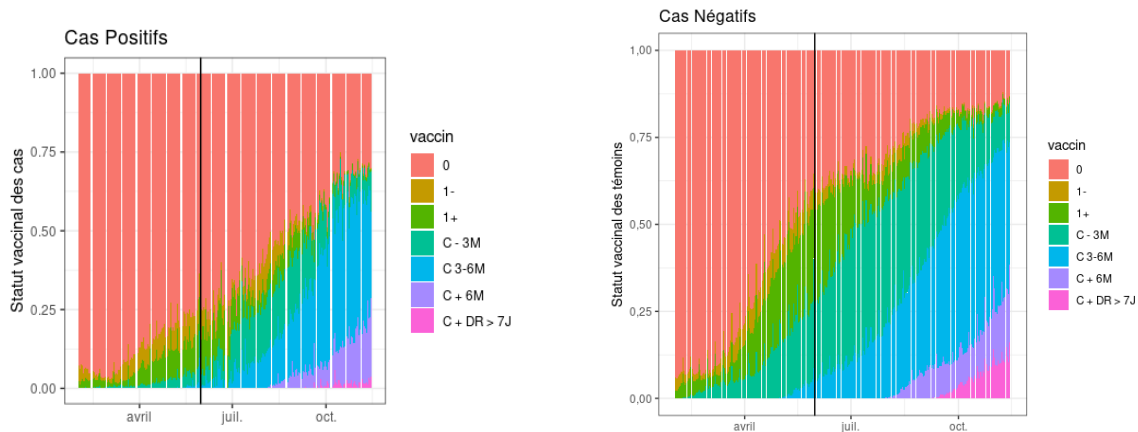 Cas Positifs
Statut vaccinal des cas
1.00
0.75
0.50
0.25
0.00
avril
juil.
oct.
vaccin
0
1-
1+
C - 3M
C 3-6M
C + 6M
C + DR > 7J
Cas Négatifs
Statut vaccinal des témoins
1,00
0,75
0,50
0,25
0,00
avril
juil.
oct.
vaccin
0
1-
1+
C - 3M
C 3-6M
C + 6M
C + DR > 7J